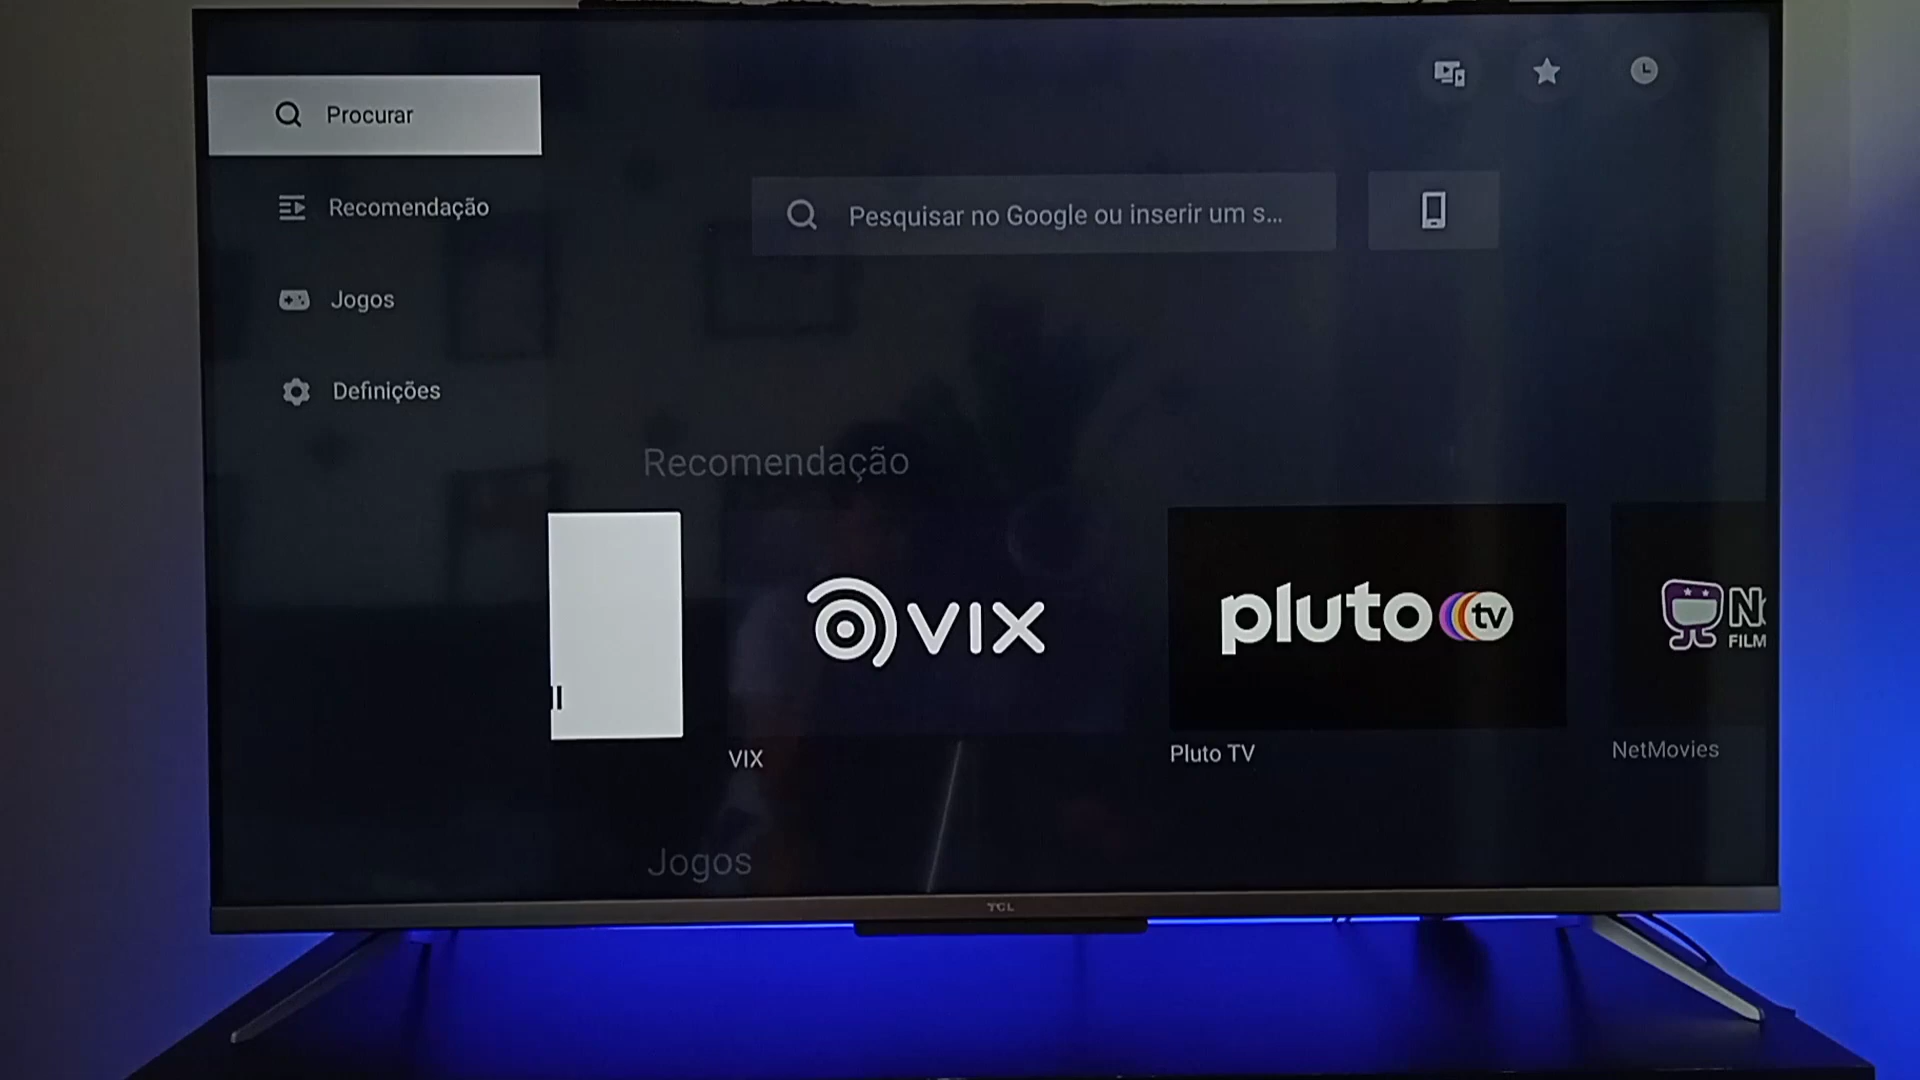 Procurar
Recomendação
Jogos
Definições
Pesquisar no Google ou inserir um s...
Recomendação
VIX
pluto tv
FILM
VIX
Pluto TV
NetMovies
Jogos
TCL